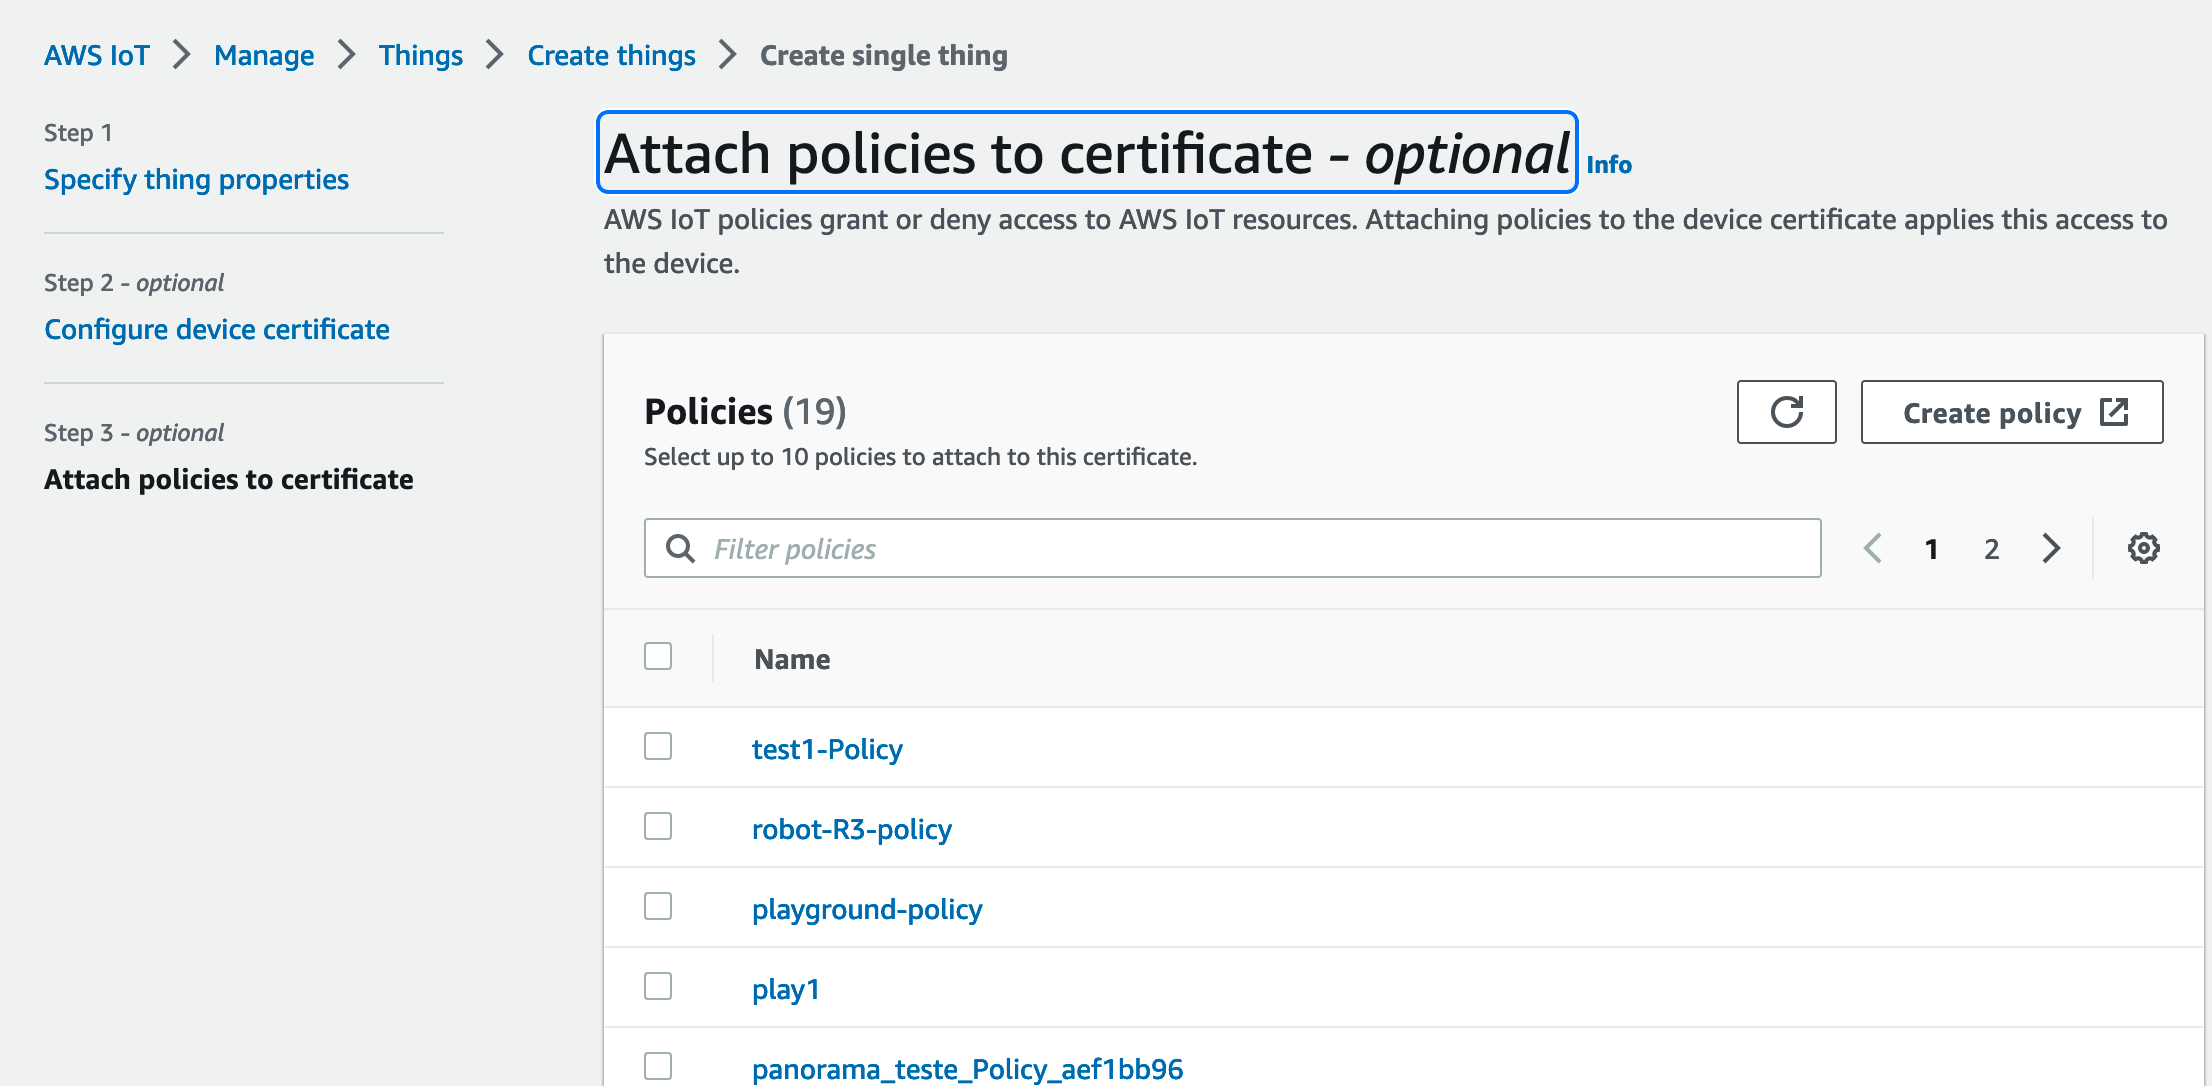 AWS IoT > Manage > Things > Create things > Create single thing
Step 1
Specify thing properties
Step 2 - optional
Configure device certificate
Step 3 - optional
Attach policies to certificate
Attach policies to certificate - optional Info
AWS IoT policies grant or deny access to AWS IoT resources. Attaching policies to the device certificate applies this access to
the device.
Policies (19)
Select up to 10 policies to attach to this certificate.
Create policy
Filter policies
1 2
Name
test1-Policy
robot-R3-policy
playground-policy
play1
panorama_teste_Policy_aef1bb96